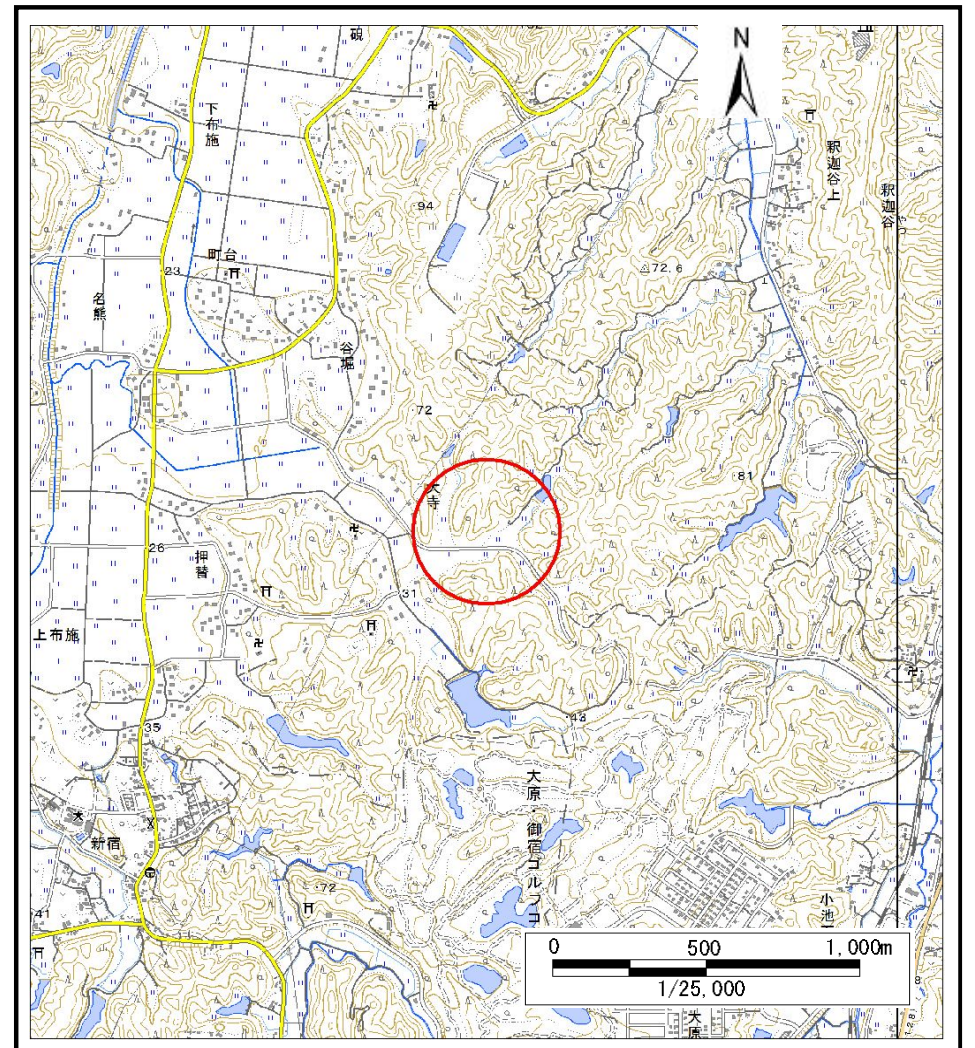 硯
N
下布施
釈迦谷上
釈迦谷
94
72.6
町台
23
名熊
谷堀
72
大寺
81
26
押替
31
上布施
43
35
大原・御宿ゴルフコ
新宿
72
小池
41
0 500 1,000m
1/25,000
大原